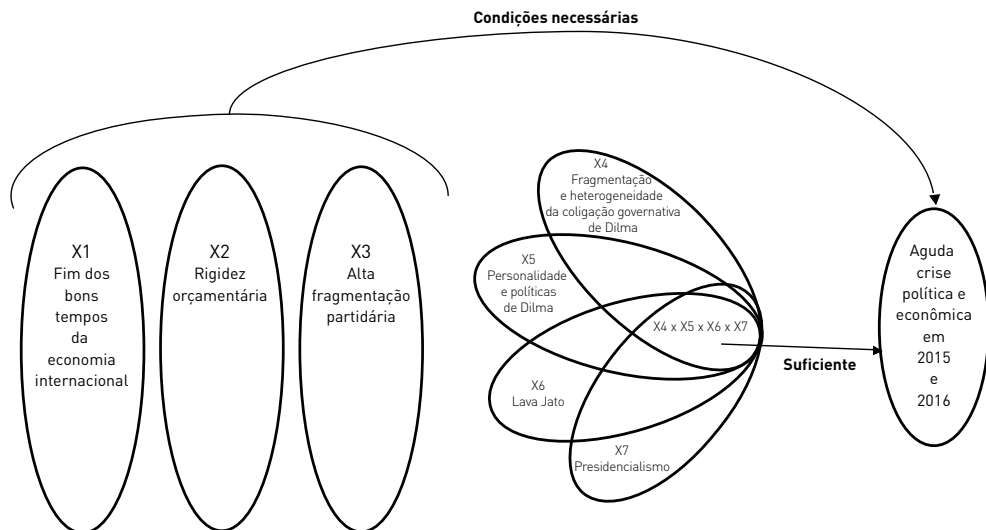 Condições necessárias
X1
Fim dos
bons
tempos
da
economia
internacional
X2
Rigidez
orçamentária
X3
Alta
fragmentação
partidária
X4
Fragmentação
e heterogeneidade
da coligação governativa
de Dilma
X5
Personalidade
e políticas
de Dilma
X6
Lava Jato
X7
Presidencialismo
X4 x X5 x X6 x X7
Suficiente
Aguda
crise
política e
econômica
em
2015
e
2016